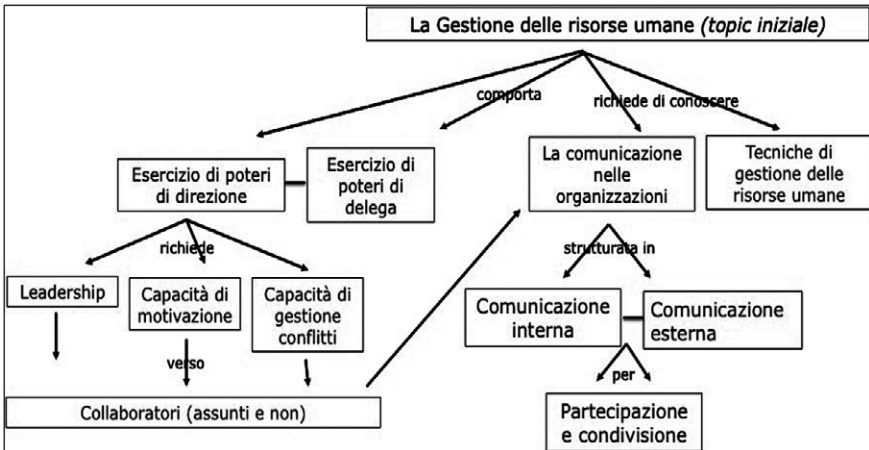 La Gestione delle risorse umane (topic iniziale)
comporta
richiede di conoscere
Esercizio di poteri
di direzione
Esercizio di
poteri di
delega
La comunicazione
nelle
organizzazioni
Tecniche di
gestione delle
risorse umane
richiede
strutturata in
Leadership
Capacità di
motivazione
Capacità di
gestione
conflitti
Comunicazione
interna
Comunicazione
esterna
verso
per
Collaboratori (assunti e non)
Partecipazione
e condivisione